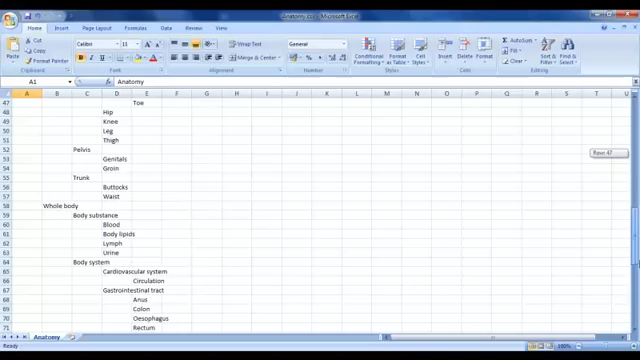 Anatomy.csv - Microsoft Excel
Home Insert Page Layout Formulas Data Review View
Cut
Copy
Paste
Format Painter
Clipboard
Calibri 11
Font
Wrap Text
Merge & Center
Alignment
General
Number
Conditional Formatting
Format as Table
Cell Styles
Styles
Insert Delete Format
Cells
AutoSum
Fill
Clear
Sort & Filter
Find & Select
Editing
A1 Anatomy
A B C D E F G H I J K L M N O P Q R S T U
47 Toe
48 Hip
49 Knee
50 Leg
51 Thigh
52 Pelvis
53 Genitals
54 Groin
55 Trunk
56 Buttocks
57 Waist
58 Whole body
59 Body substance
60 Blood
61 Body lipids
62 Lymph
63 Urine
64 Body system
65 Cardiovascular system
66 Circulation
67 Gastrointestinal tract
68 Anus
69 Colon
70 Oesophagus
71 Rectum
Row: 47
Anatomy
Ready
100%